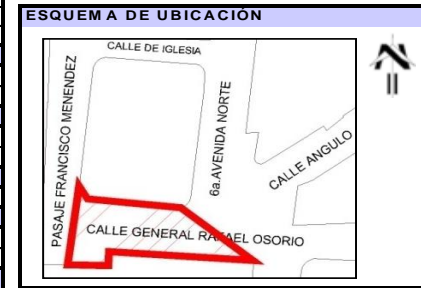 ESQUEMA DE UBICACIÓN
CALLE DE IGLESIA
PASAJE FRANCISCO MENENDEZ
6a.AVENIDA NORTE
CALLE ANGULO
CALLE GENERAL RAFAEL OSORIO
N